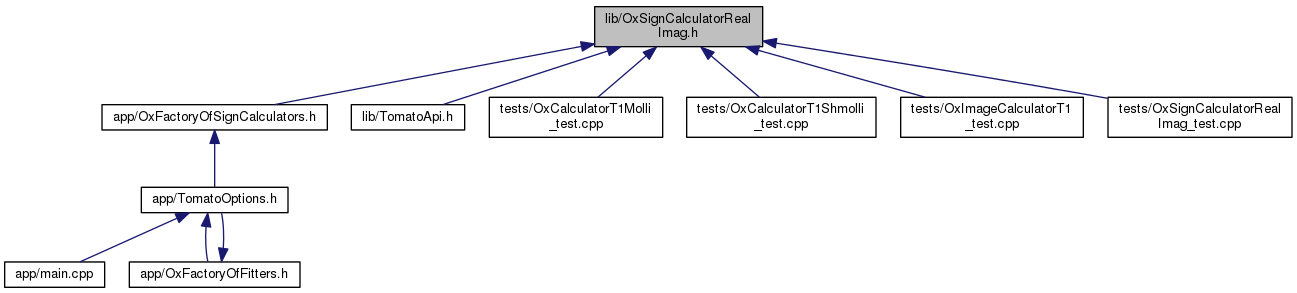 lib/OxSignCalculatorReal
Imag.h
app/OxFactoryOfSignCalculators.h
lib/TomatoApi.h
tests/OxCalculatorT1Molli
_test.cpp
tests/OxCalculatorT1Shmolli
_test.cpp
tests/OxImageCalculatorT1
_test.cpp
tests/OxSignCalculatorReal
Imag_test.cpp
app/TomatoOptions.h
app/main.cpp
app/OxFactoryOfFitters.h